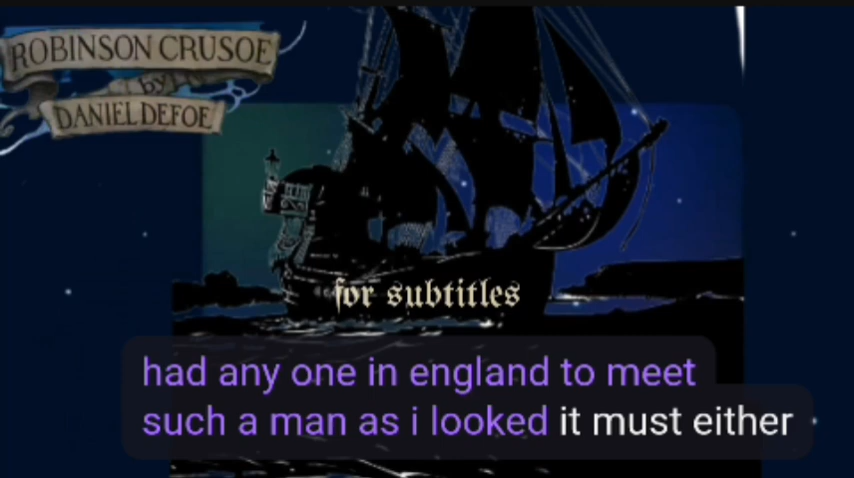 ROBINSON CRUSOE
by
DANIEL DEFOE
for subtitles
had any one in england to meet
such a man as i looked it must either